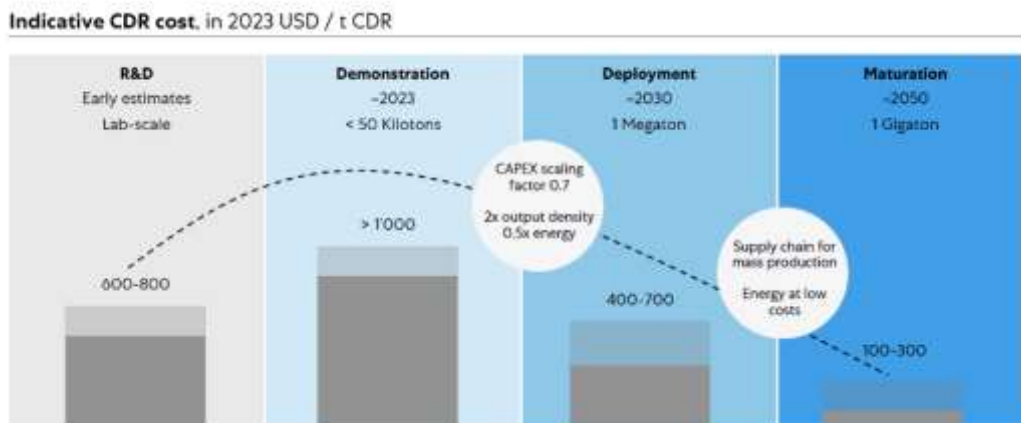 Indicative CDR cost, in 2023 USD / t CDR
R&D
Early estimates
Lab-scale
Demonstration
~2023
< 50 Kilotons
Deployment
~2030
1 Megaton
Maturation
~2050
1 Gigaton
600-800
> 1'000
CAPEX scaling
factor 0.7
2x output density
0.5x energy
400-700
Supply chain for
mass production
Energy at low
costs
100-300